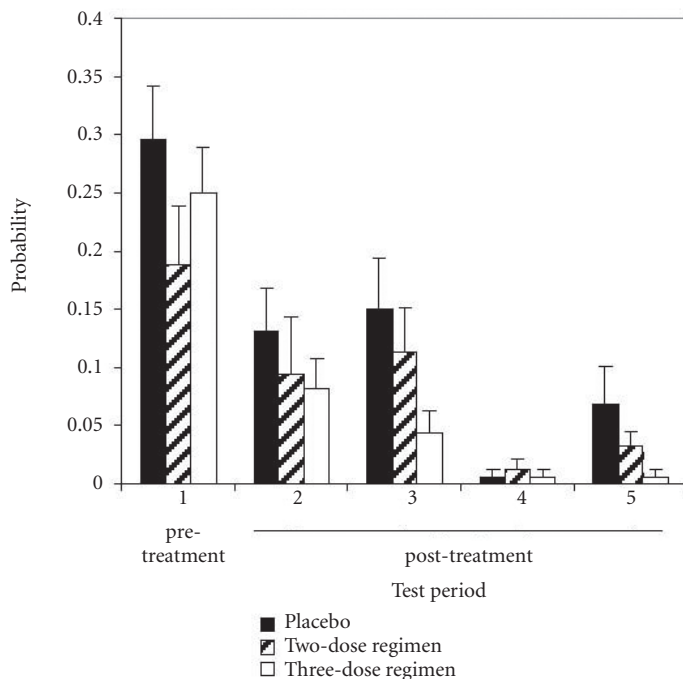 0.4
0.35
0.3
0.25
0.2
0.15
0.1
0.05
0
Probability
1 2 3 4 5
pre-
treatment
post-treatment
Test period
Placebo
Two-dose regimen
Three-dose regimen